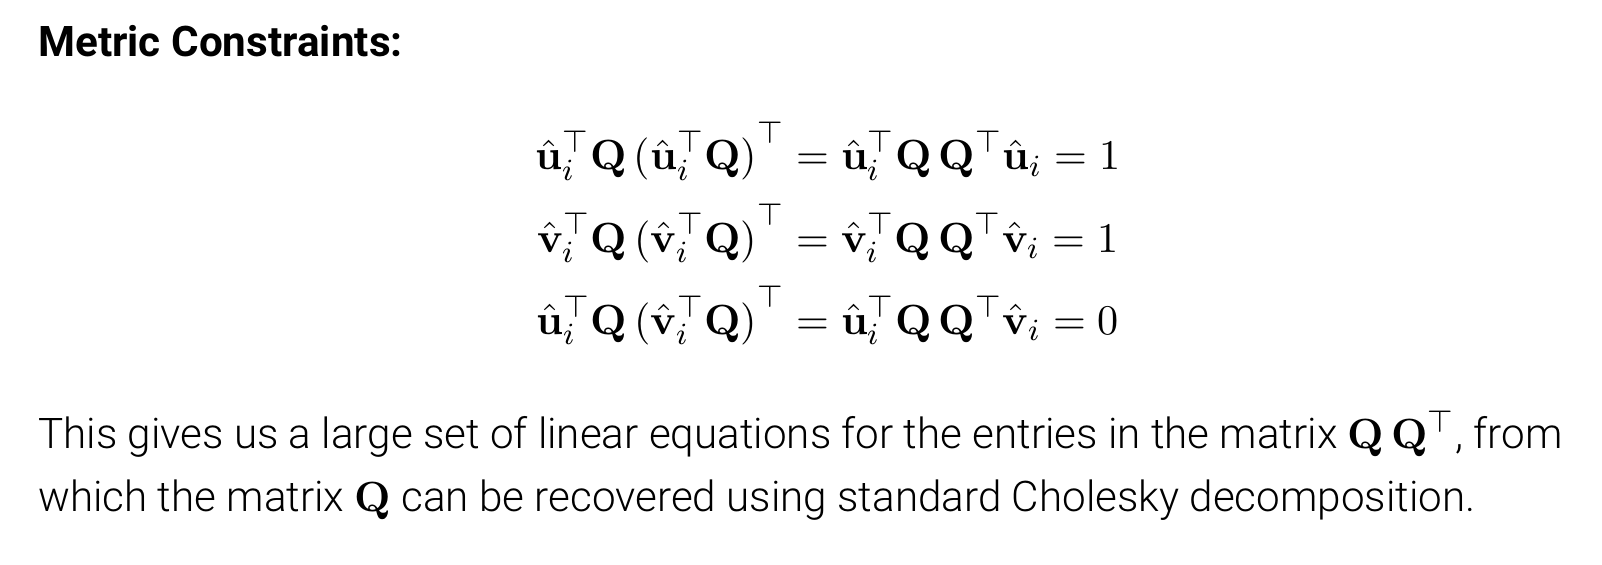 Metric Constraints:
û_i^⊤ Q (û_i^⊤ Q)^⊤ = û_i^⊤ Q Q^⊤ û_i = 1
v̂_i^⊤ Q (v̂_i^⊤ Q)^⊤ = v̂_i^⊤ Q Q^⊤ v̂_i = 1
û_i^⊤ Q (v̂_i^⊤ Q)^⊤ = û_i^⊤ Q Q^⊤ v̂_i = 0
This gives us a large set of linear equations for the entries in the matrix Q Q^⊤, from
which the matrix Q can be recovered using standard Cholesky decomposition.